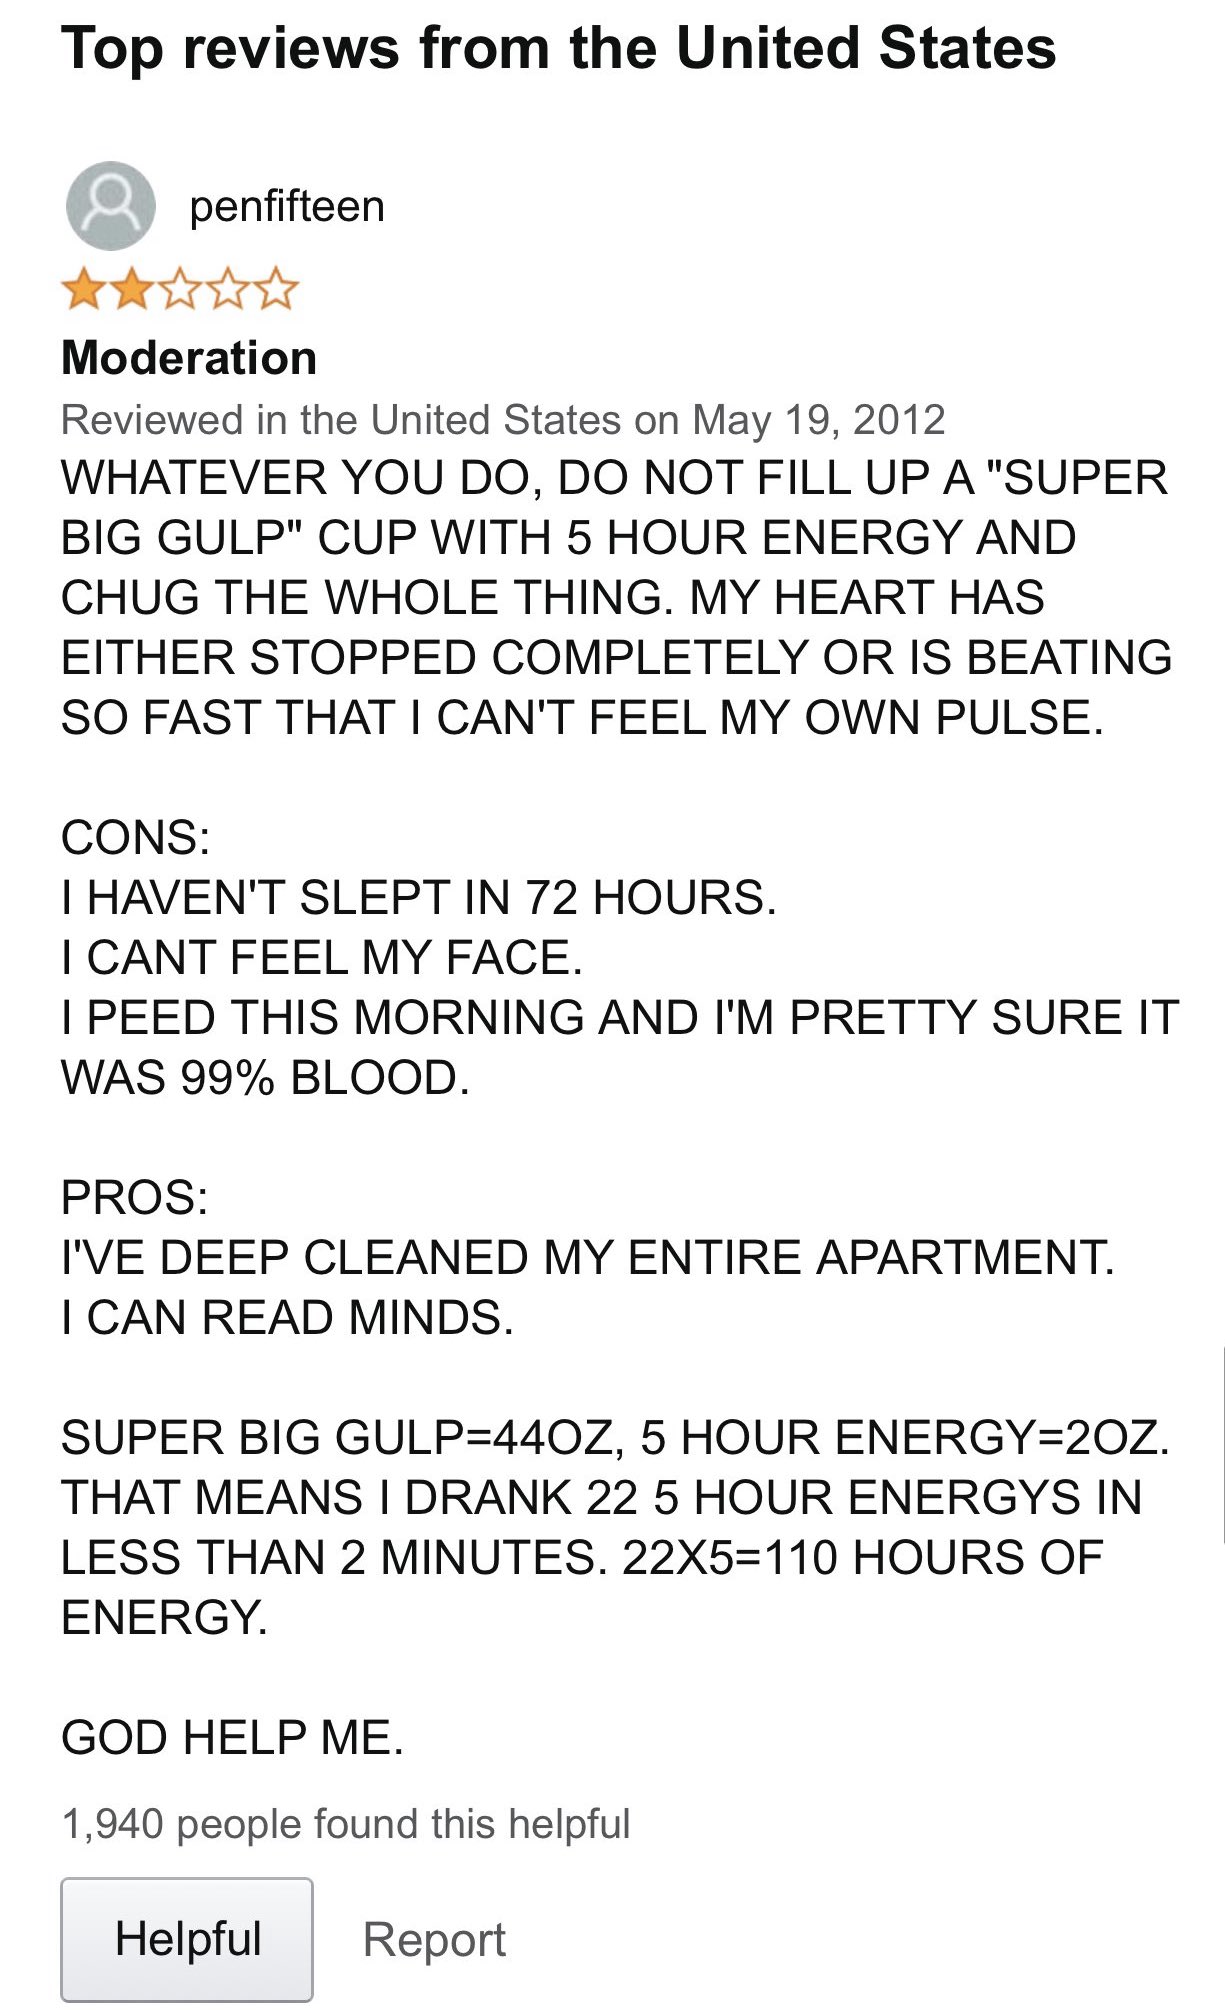 Top reviews from the United States
penfifteen
Moderation
Reviewed in the United States on May 19, 2012
WHATEVER YOU DO, DO NOT FILL UP A "SUPER
BIG GULP" CUP WITH 5 HOUR ENERGY AND
CHUG THE WHOLE THING. MY HEART HAS
EITHER STOPPED COMPLETELY OR IS BEATING
SO FAST THAT I CAN'T FEEL MY OWN PULSE.
CONS:
I HAVEN'T SLEPT IN 72 HOURS.
I CANT FEEL MY FACE.
I PEED THIS MORNING AND I'M PRETTY SURE IT
WAS 99% BLOOD.
PROS:
I'VE DEEP CLEANED MY ENTIRE APARTMENT.
I CAN READ MINDS.
SUPER BIG GULP=44OZ, 5 HOUR ENERGY=2OZ.
THAT MEANS I DRANK 22 5 HOUR ENERGYS IN
LESS THAN 2 MINUTES. 22X5=110 HOURS OF
ENERGY.
GOD HELP ME.
1,940 people found this helpful
Helpful
Report